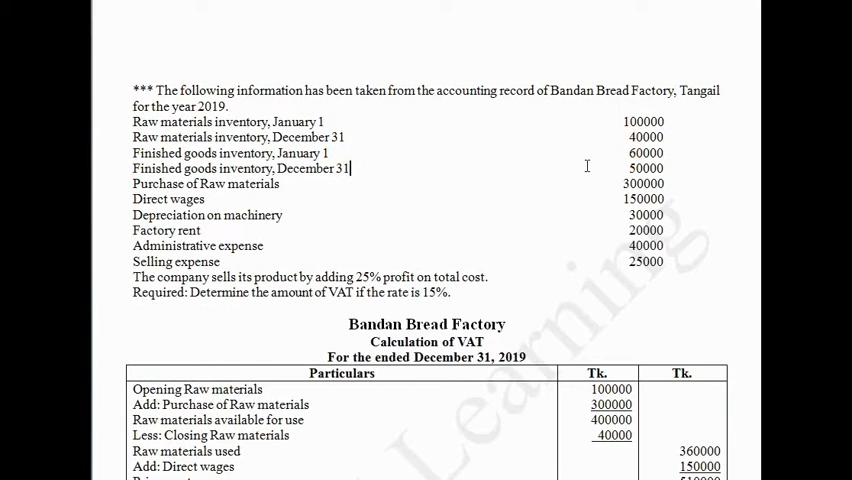 *** The following information has been taken from the accounting record of Bandan Bread Factory, Tangail
for the year 2019.
Raw materials inventory, January 1 100000
Raw materials inventory, December 31 40000
Finished goods inventory, January 1 60000
Finished goods inventory, December 31 50000
Purchase of Raw materials 300000
Direct wages 150000
Depreciation on machinery 30000
Factory rent 20000
Administrative expense 40000
Selling expense 25000
The company sells its product by adding 25% profit on total cost.
Required: Determine the amount of VAT if the rate is 15%.
Bandan Bread Factory
Calculation of VAT
For the ended December 31, 2019
Particulars Tk. Tk.
Opening Raw materials 100000
Add: Purchase of Raw materials 300000
Raw materials available for use 400000
Less: Closing Raw materials 40000
Raw materials used 360000
Add: Direct wages 150000
Learning